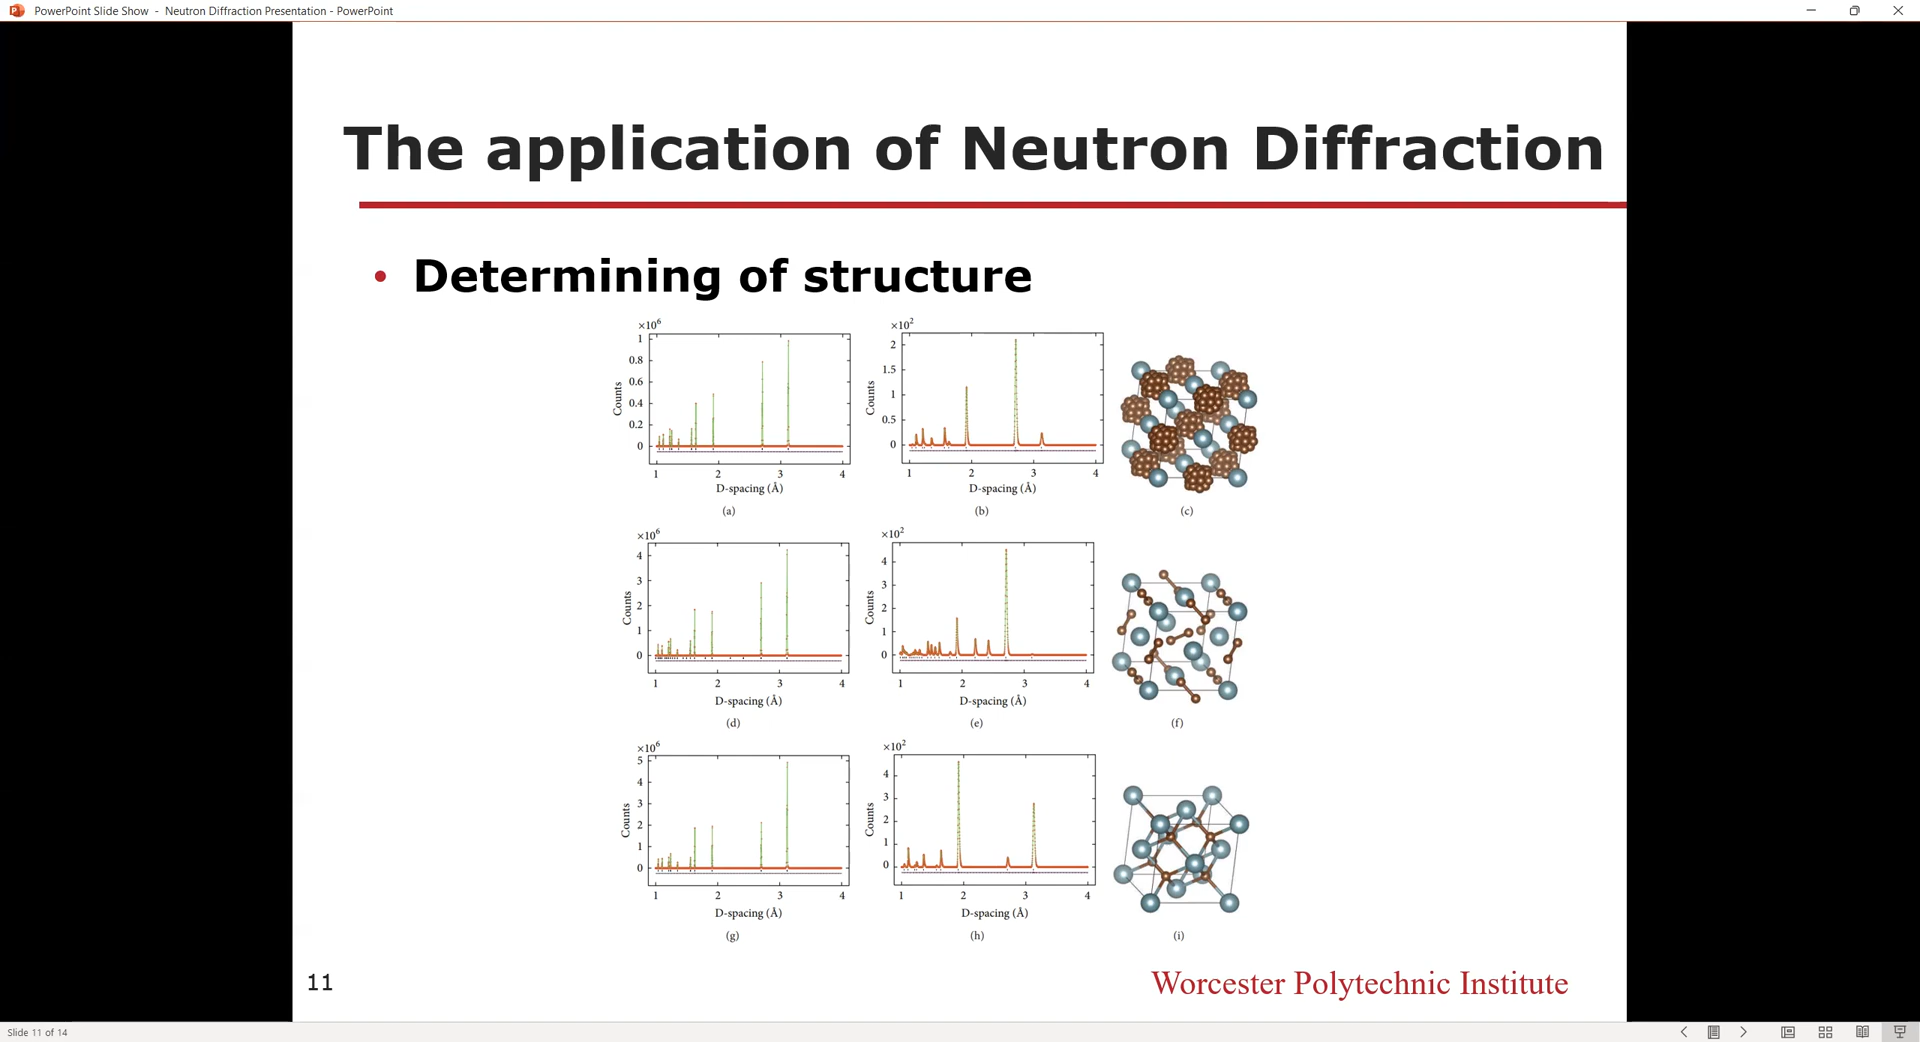 PowerPoint Slide Show - Neutron Diffraction Presentation - PowerPoint
The application of Neutron Diffraction
• Determining of structure
×10⁶
1
0.8
0.6
0.4
0.2
0
Counts
1 2 3 4
D-spacing (Å)
(a)
×10²
2
1.5
1
0.5
0
Counts
1 2 3 4
D-spacing (Å)
(b)
(c)
×10⁶
4
3
2
1
0
Counts
1 2 3 4
D-spacing (Å)
(d)
×10²
4
3
2
1
0
Counts
1 2 3 4
D-spacing (Å)
(e)
(f)
×10⁶
5
4
3
2
1
0
Counts
1 2 3 4
D-spacing (Å)
(g)
×10²
4
3
2
1
0
Counts
1 2 3 4
D-spacing (Å)
(h)
(i)
11
Worcester Polytechnic Institute
Slide 11 of 14